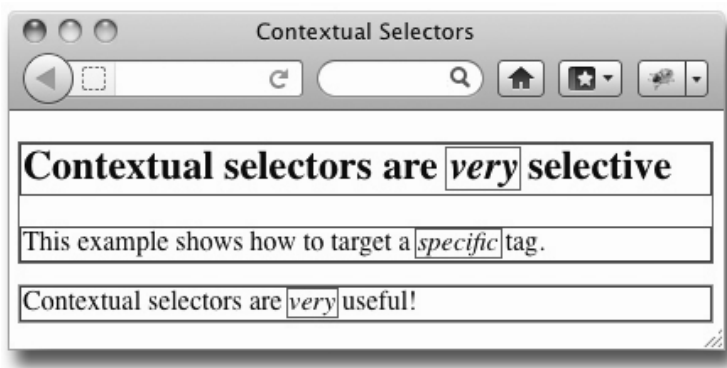 Contextual Selectors
Contextual selectors are very selective
This example shows how to target a specific tag.
Contextual selectors are very useful!